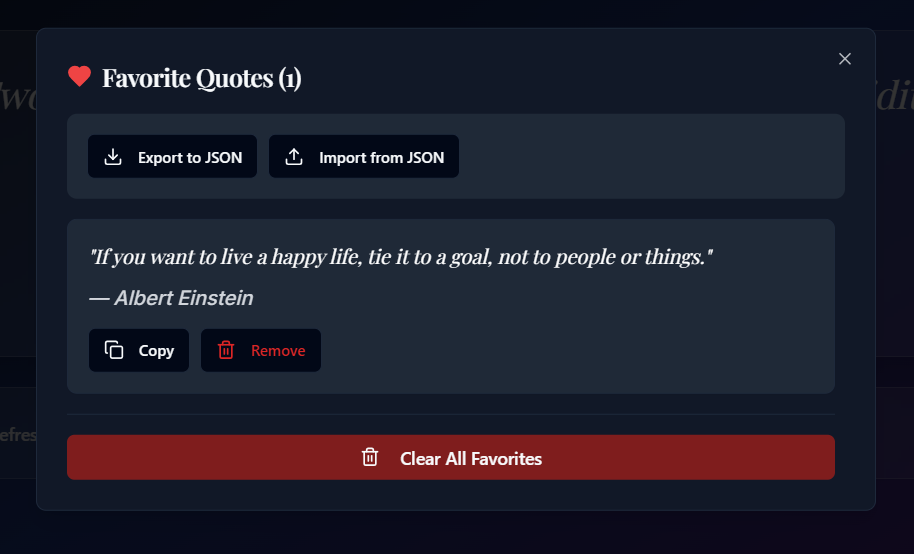 Favorite Quotes (1)
Export to JSON
Import from JSON
"If you want to live a happy life, tie it to a goal, not to people or things."
— Albert Einstein
Copy
Remove
Clear All Favorites